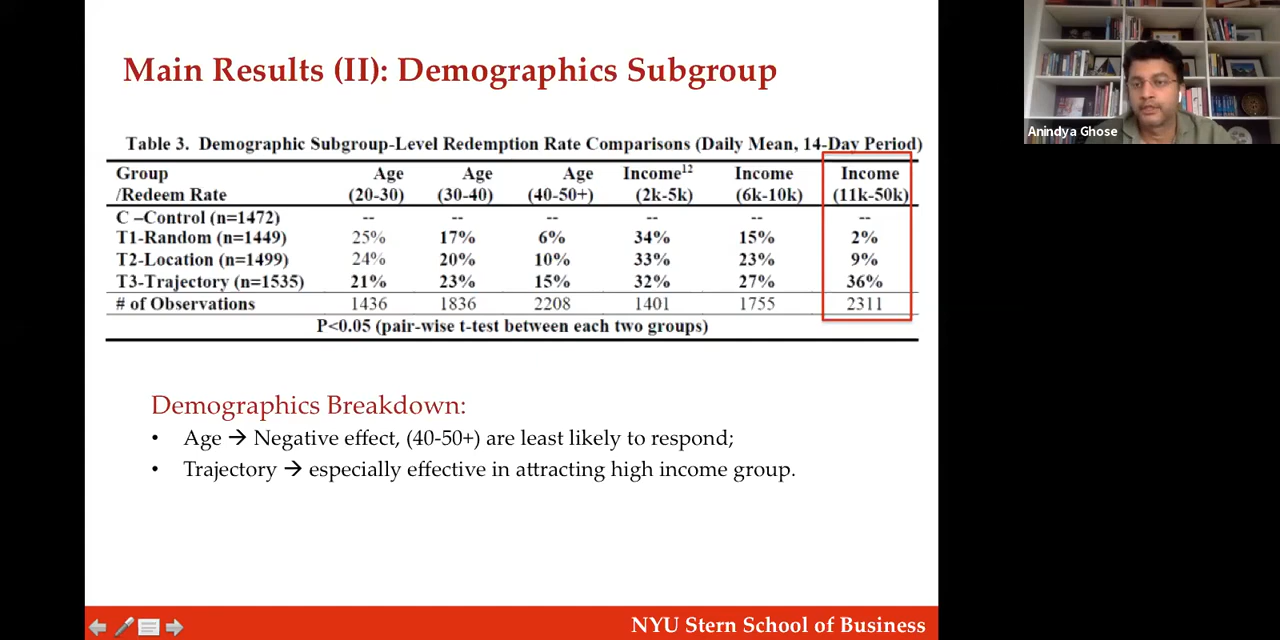 Main Results (II): Demographics Subgroup
Table 3. Demographic Subgroup-Level Redemption Rate Comparisons (Daily Mean, 14-Day Period)
Group Age Age Age Income12 Income Income
/Redeem Rate (20-30) (30-40) (40-50+) (2k-5k) (6k-10k) (11k-50k)
C –Control (n=1472) -- -- -- -- -- --
T1-Random (n=1449) 25% 17% 6% 34% 15% 2%
T2-Location (n=1499) 24% 20% 10% 33% 23% 9%
T3-Trajectory (n=1535) 21% 23% 15% 32% 27% 36%
# of Observations 1436 1836 2208 1401 1755 2311
P<0.05 (pair-wise t-test between each two groups)
Demographics Breakdown:
• Age → Negative effect, (40-50+) are least likely to respond;
• Trajectory → especially effective in attracting high income group.
NYU Stern School of Business
Anindya Ghose